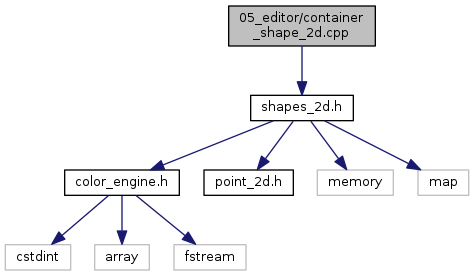 05_editor/container
_shape_2d.cpp
shapes_2d.h
color_engine.h
point_2d.h
memory
map
cstdint
array
fstream